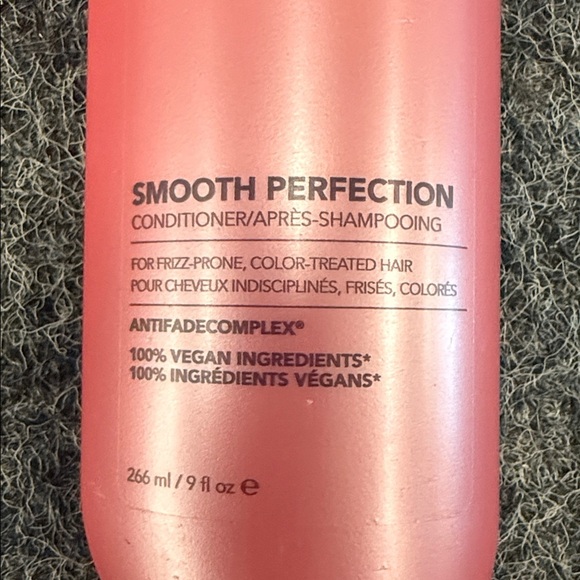 SMOOTH PERFECTION
CONDITIONER/APRÈS-SHAMPOOING
FOR FRIZZ-PRONE, COLOR-TREATED HAIR
POUR CHEVEUX INDISCIPLINÉS, FRISÉS, COLORÉS
ANTIFADECOMPLEX®
100% VEGAN INGREDIENTS*
100% INGRÉDIENTS VÉGANS*
266 ml / 9 fl oz ℮